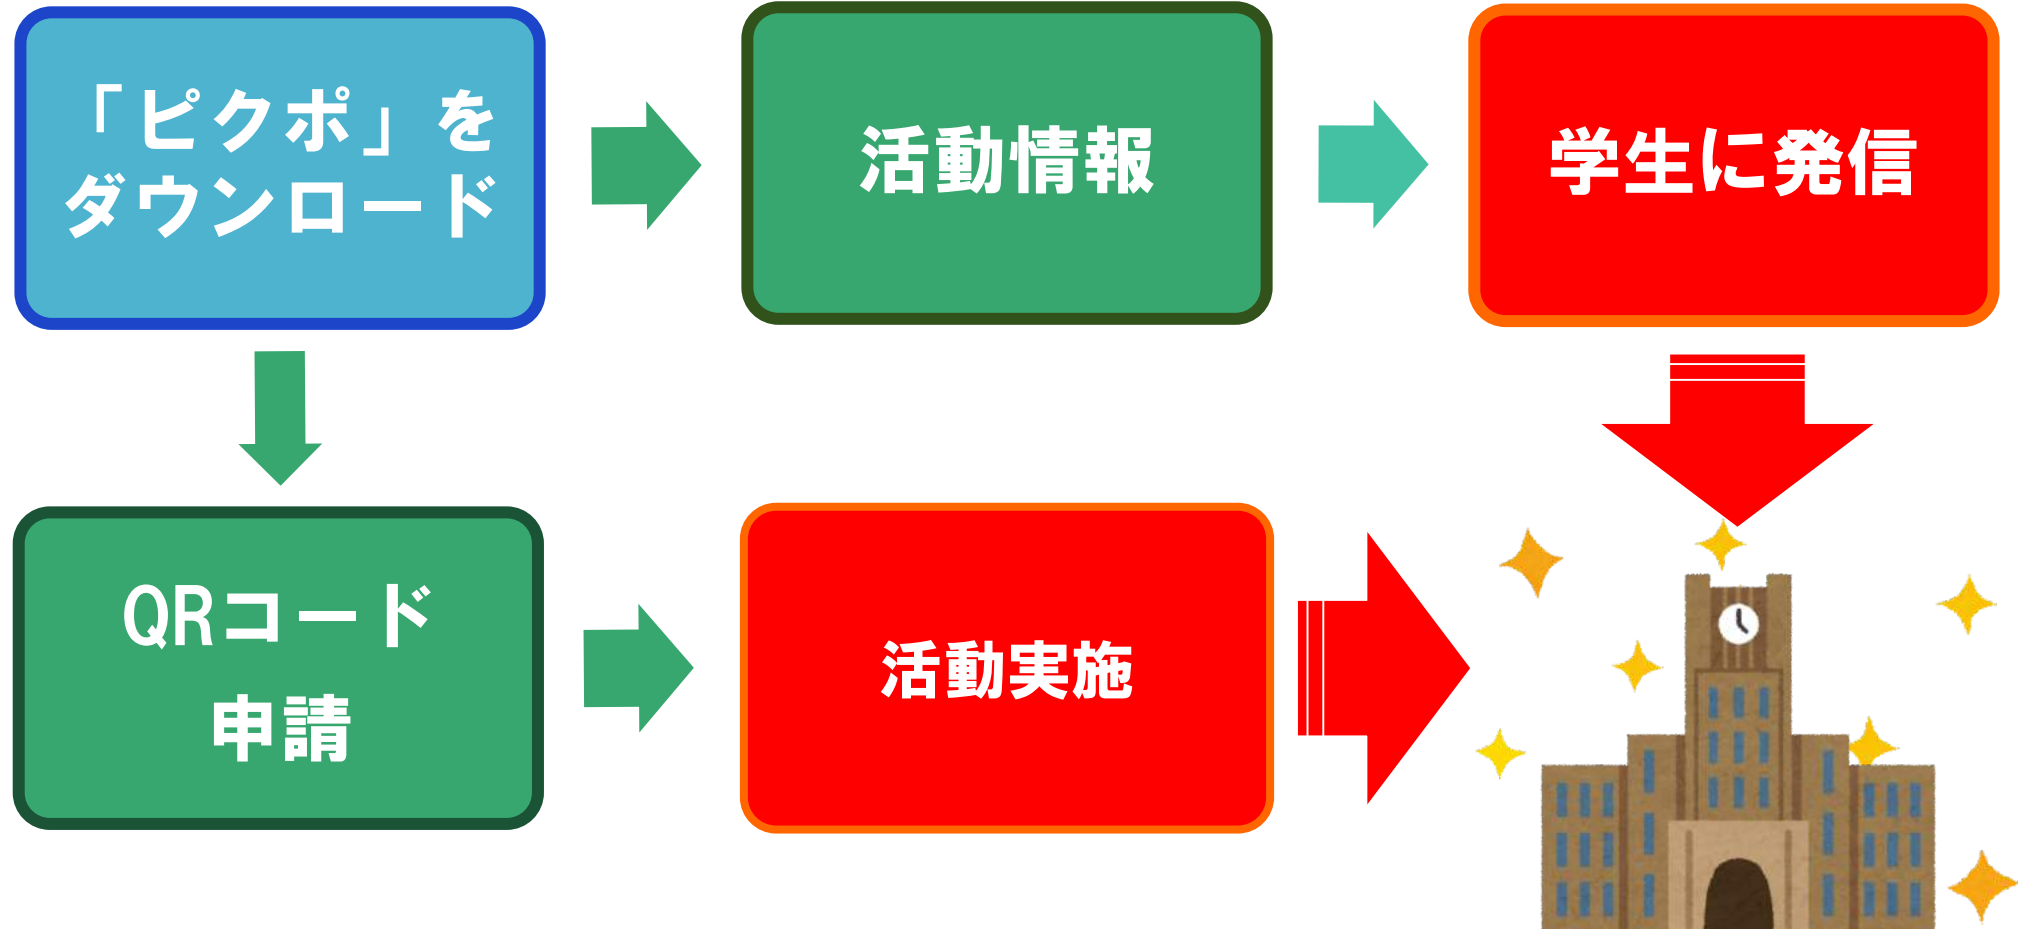 「ピクポ」を
ダウンロード
活動情報
学生に発信
QRコード
申請
活動実施